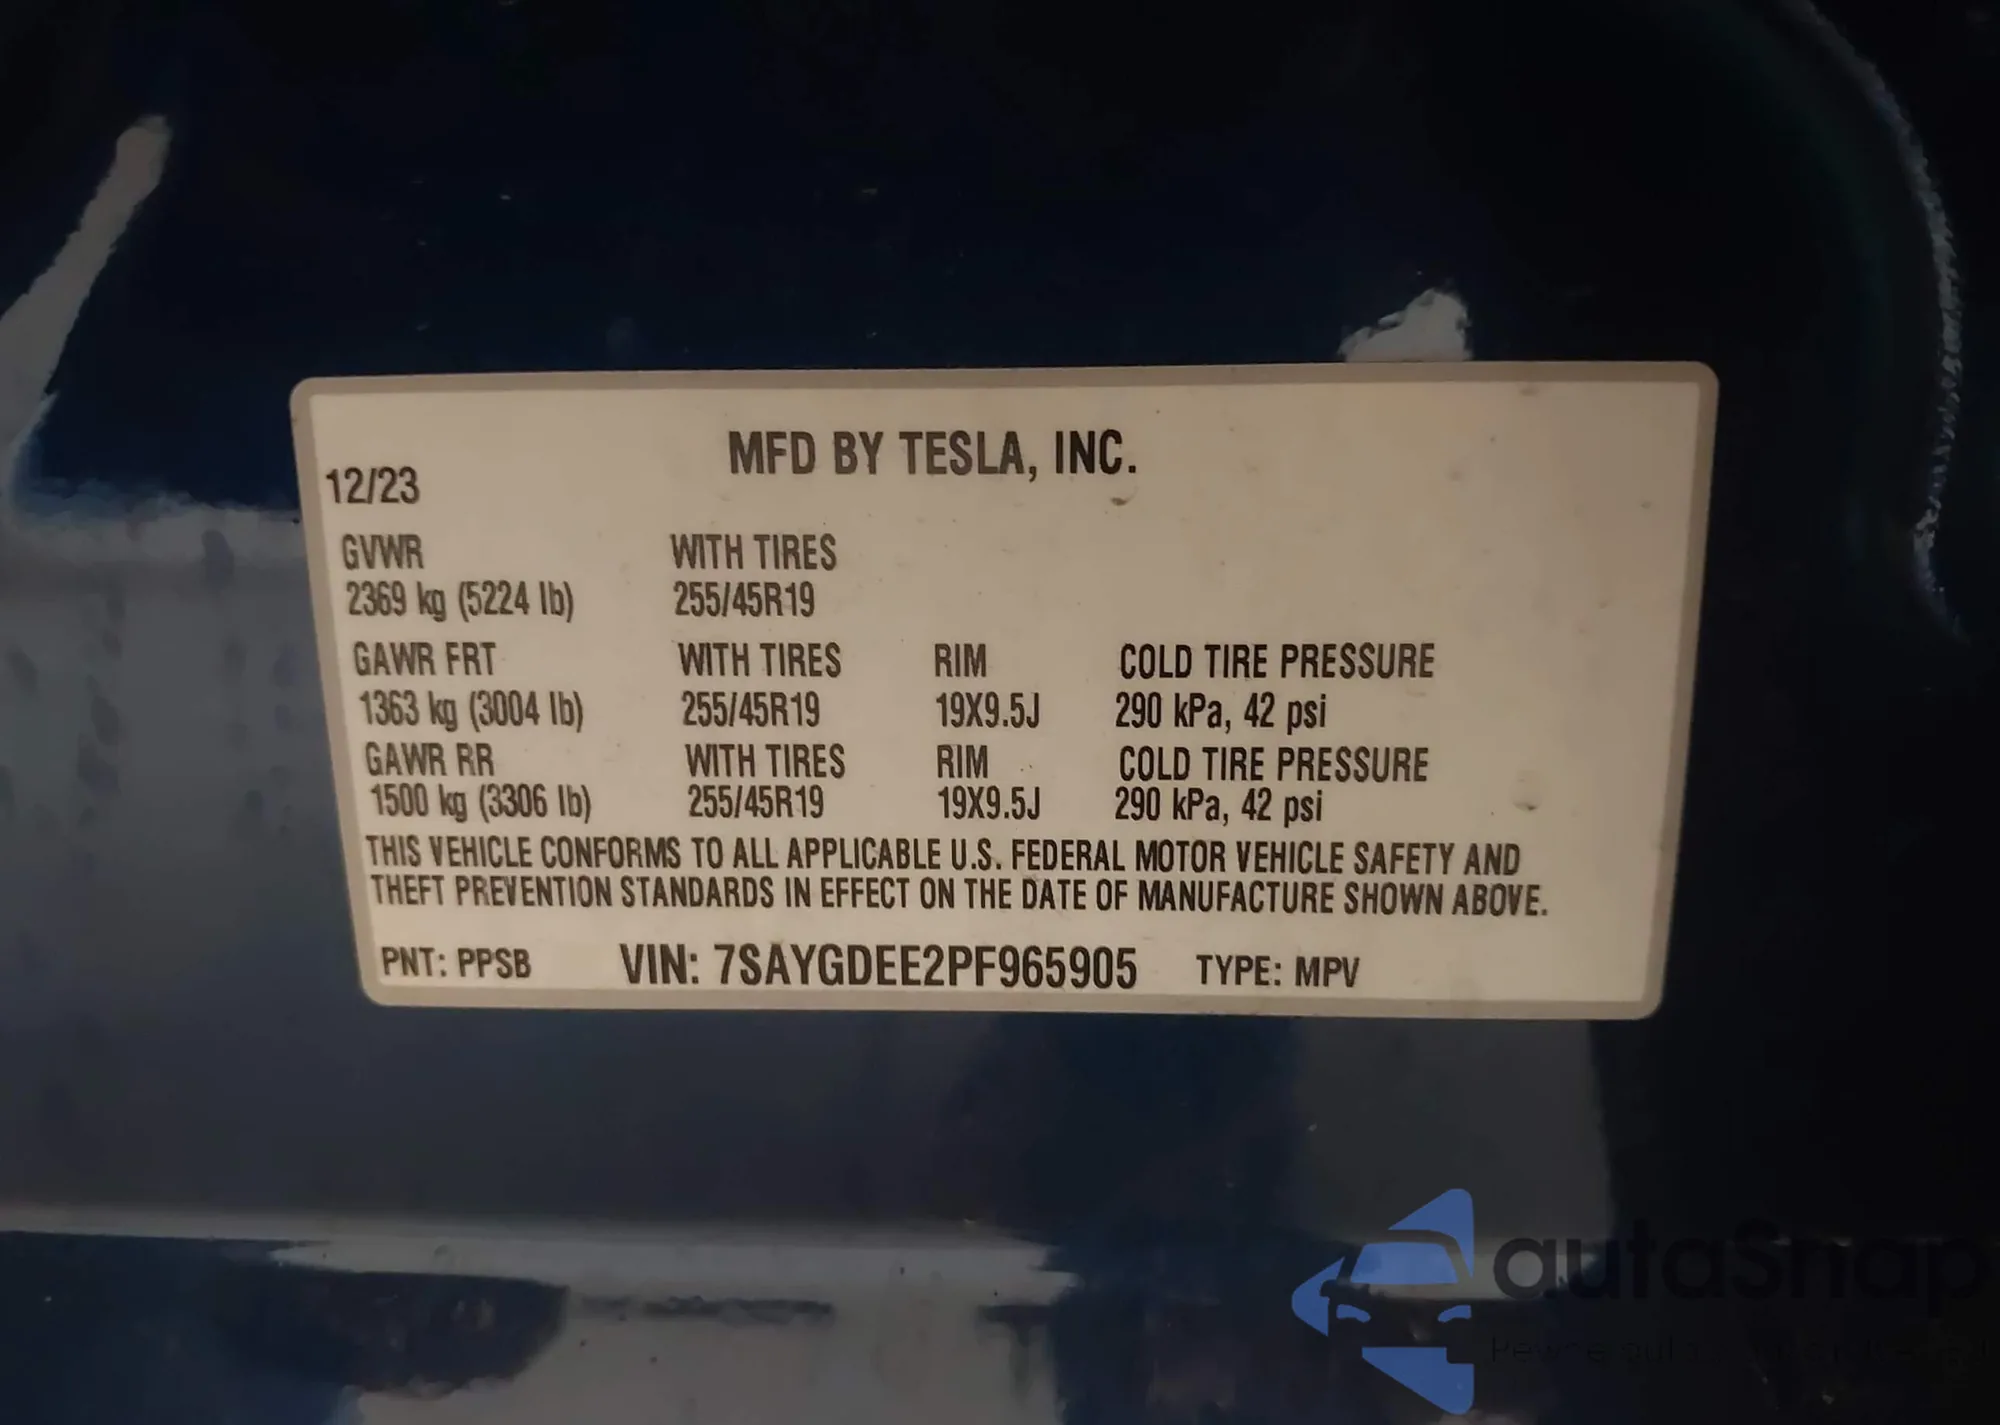 MFD BY TESLA, INC.
12/23
GVWR WITH TIRES
2369 kg (5224 lb) 255/45R19
GAWR FRT WITH TIRES RIM COLD TIRE PRESSURE
1363 kg (3004 lb) 255/45R19 19X9.5J 290 kPa, 42 psi
GAWR RR WITH TIRES RIM COLD TIRE PRESSURE
1500 kg (3306 lb) 255/45R19 19X9.5J 290 kPa, 42 psi
THIS VEHICLE CONFORMS TO ALL APPLICABLE U.S. FEDERAL MOTOR VEHICLE SAFETY AND
THEFT PREVENTION STANDARDS IN EFFECT ON THE DATE OF MANUFACTURE SHOWN ABOVE.
PNT: PPSB VIN: 7SAYGDEE2PF965905 TYPE: MPV
autaSnap